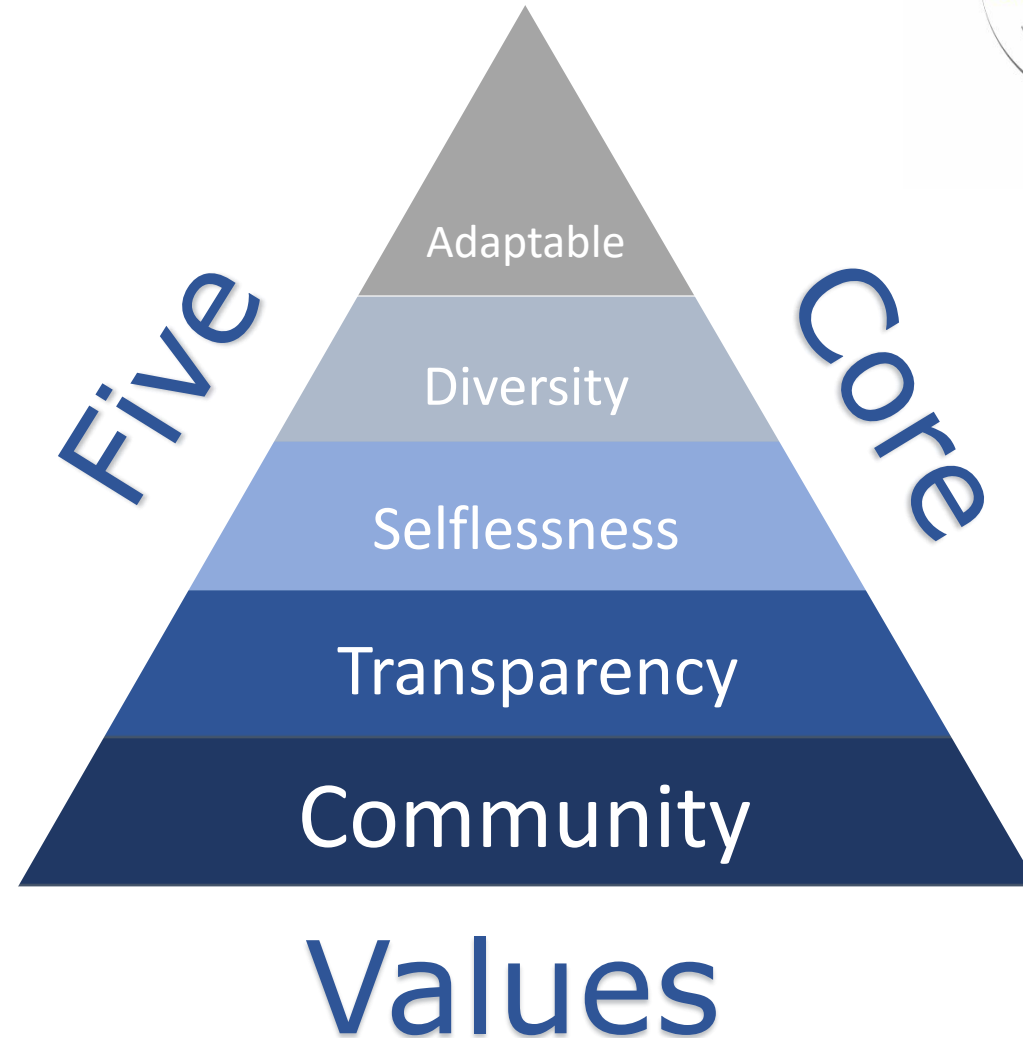 Five
Core
Adaptable
Diversity
Selflessness
Transparency
Community
Values